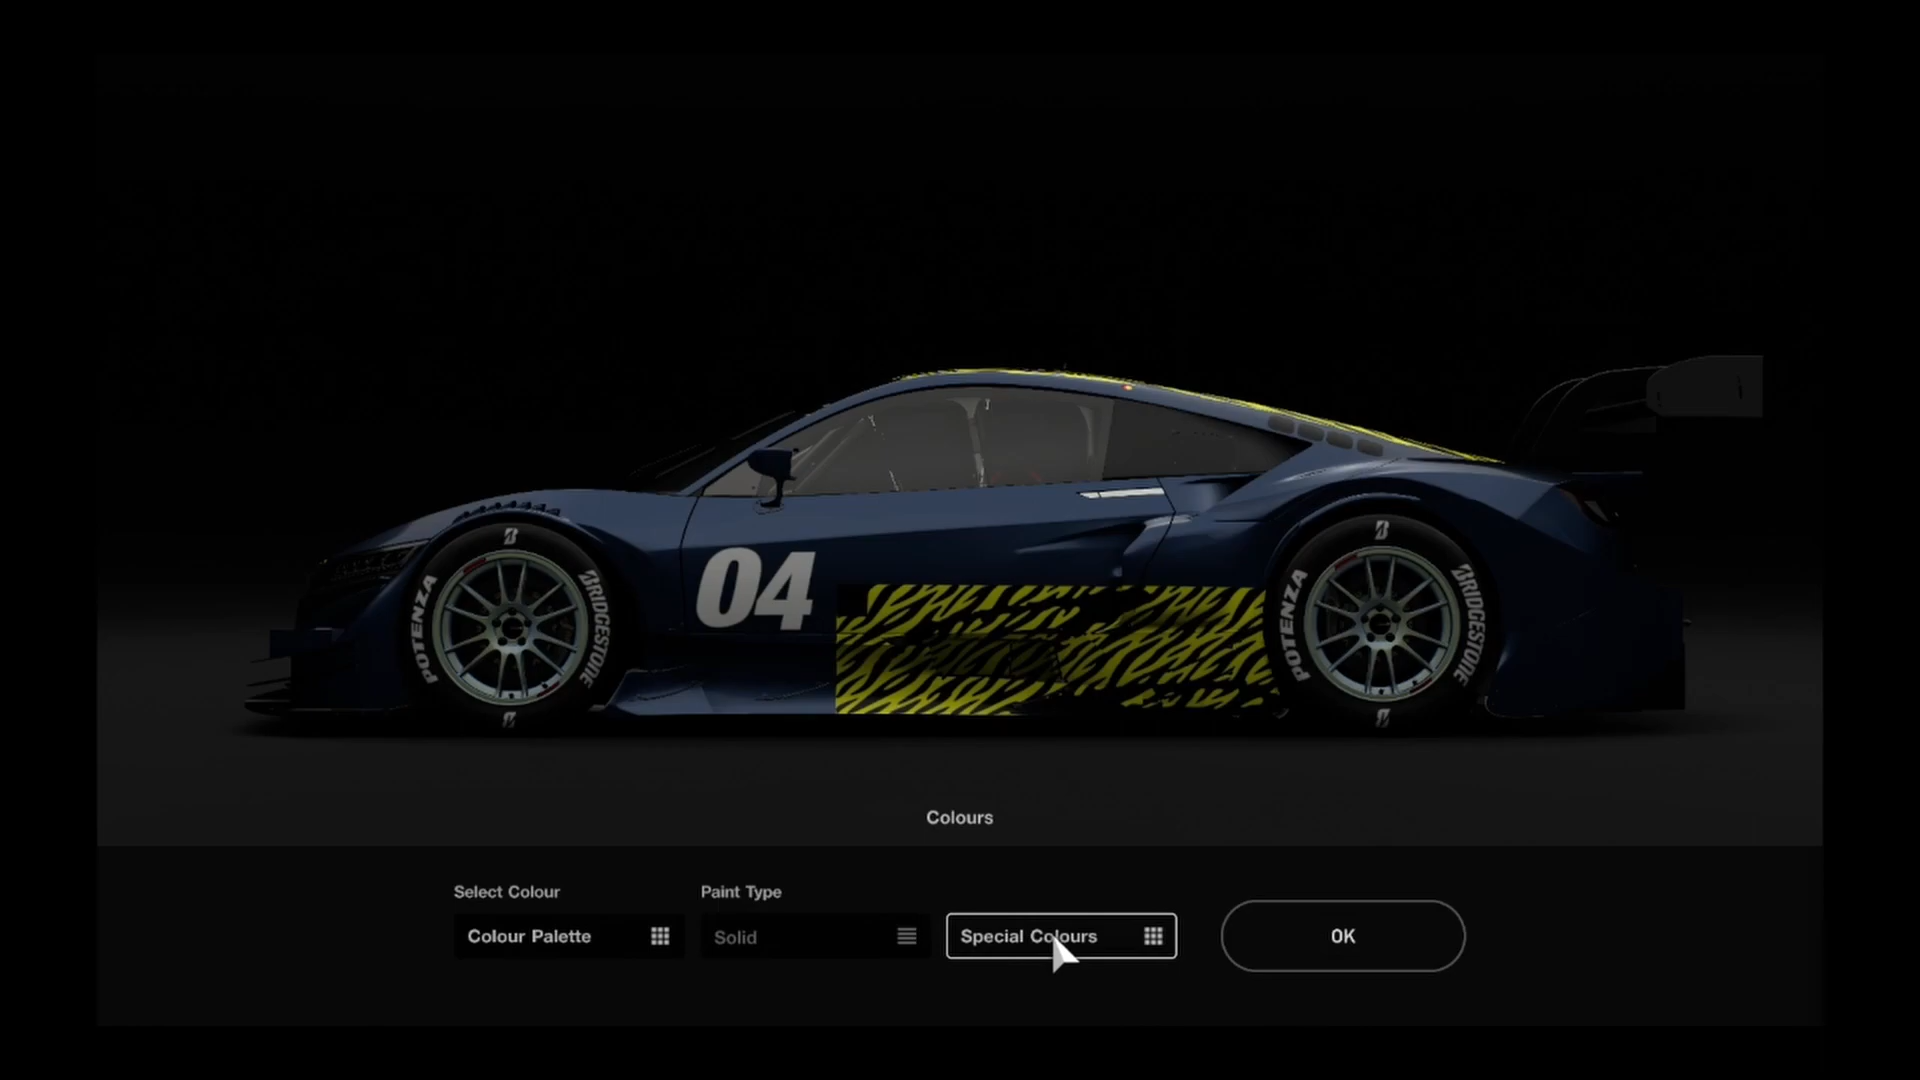 B
B
POTENZA
BRIDGESTONE
POTENZA
BRIDGESTONE
04
B
B
Colours
Select Colour
Paint Type
Colour Palette
Solid
Special Colours
OK